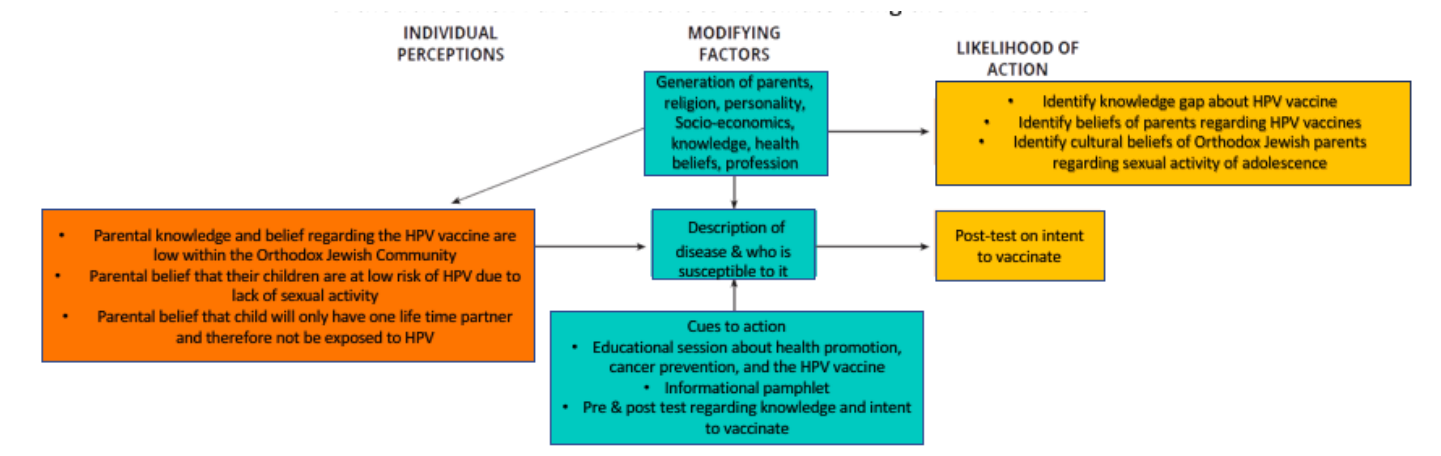 INDIVIDUAL
PERCEPTIONS
MODIFYING
FACTORS
LIKELIHOOD OF
ACTION
Generation of parents,
religion, personality,
Socio-economics,
knowledge, health
beliefs, profession
• Identify knowledge gap about HPV vaccine
• Identify beliefs of parents regarding HPV vaccines
• Identify cultural beliefs of Orthodox Jewish parents
regarding sexual activity of adolescence
• Parental knowledge and belief regarding the HPV vaccine are
low within the Orthodox Jewish Community
• Parental belief that their children are at low risk of HPV due to
lack of sexual activity
• Parental belief that child will only have one life time partner
and therefore not be exposed to HPV
Description of
disease & who is
susceptible to it
Post-test on intent
to vaccinate
Cues to action
• Educational session about health promotion,
cancer prevention, and the HPV vaccine
• Informational pamphlet
• Pre & post test regarding knowledge and intent
to vaccinate